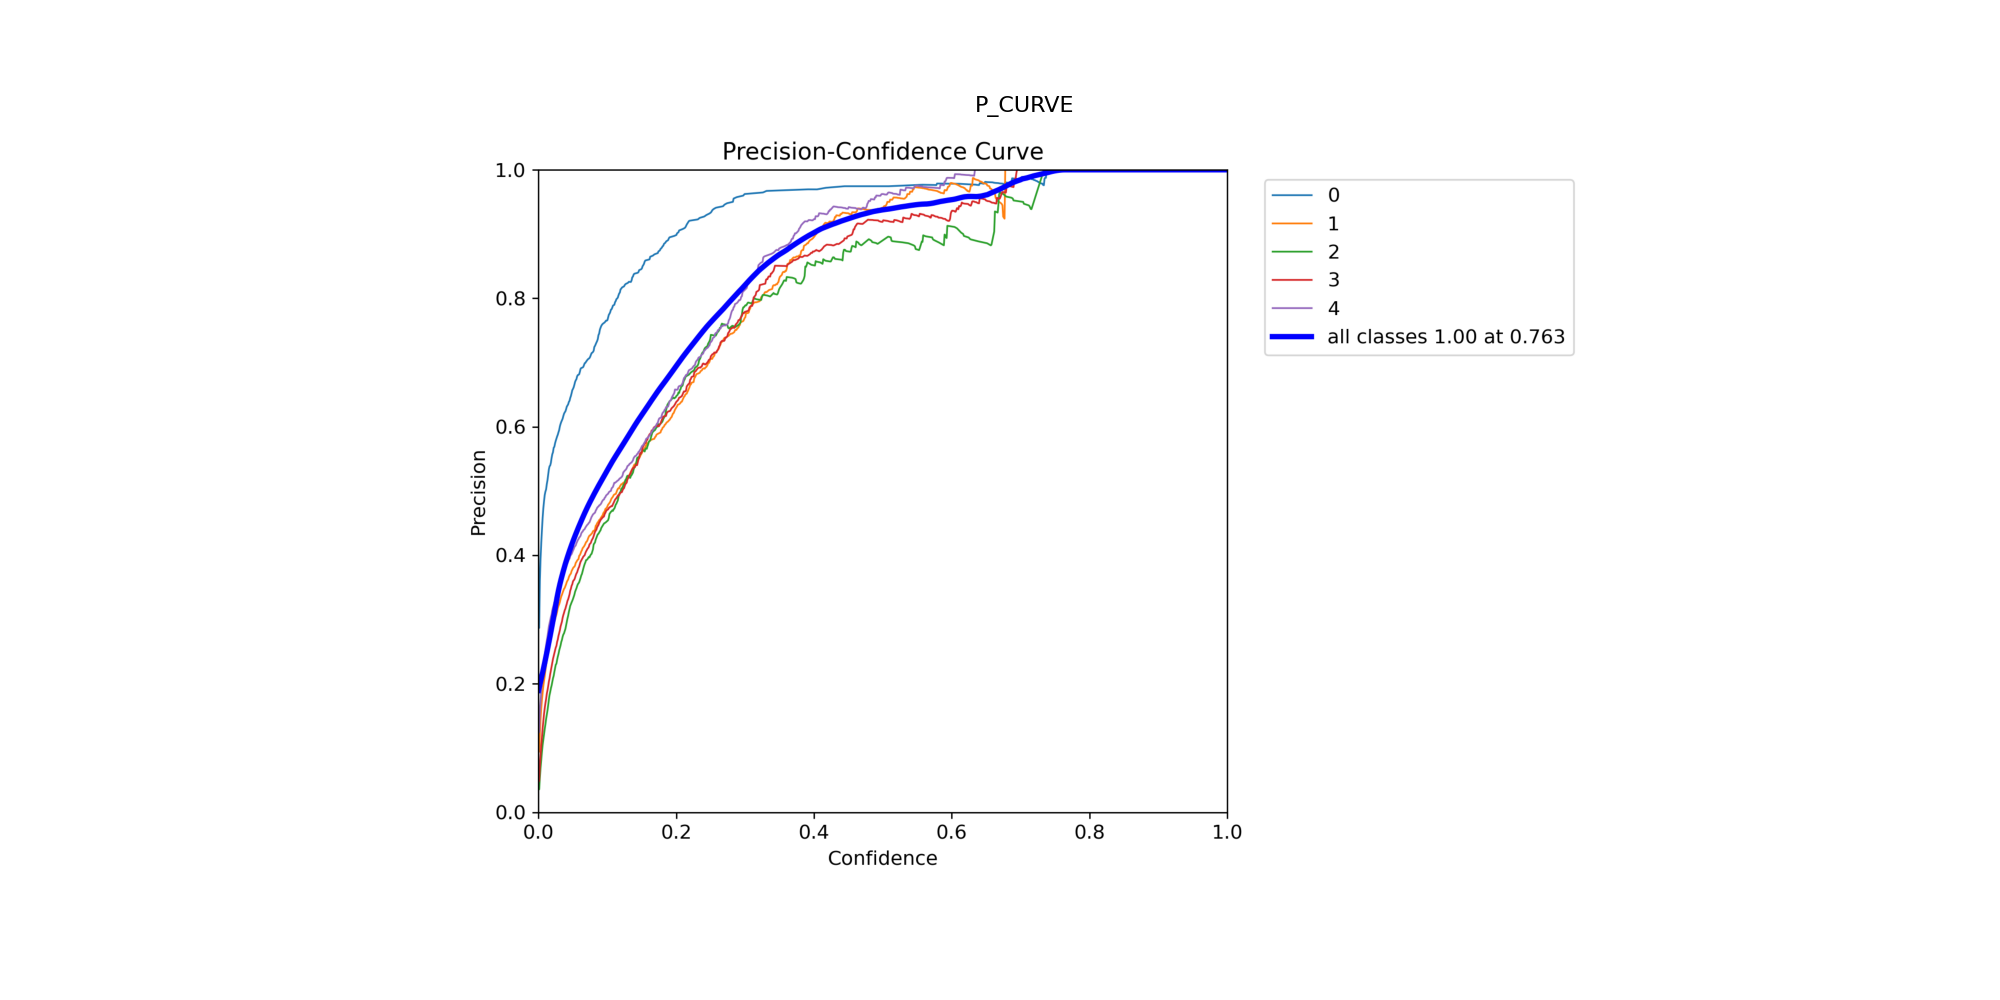 P_CURVE
Precision-Confidence Curve
1.0
0.8
0.6
0.4
0.2
0.0
Precision
0.0 0.2 0.4 0.6 0.8 1.0
Confidence
0
1
2
3
4
all classes 1.00 at 0.763